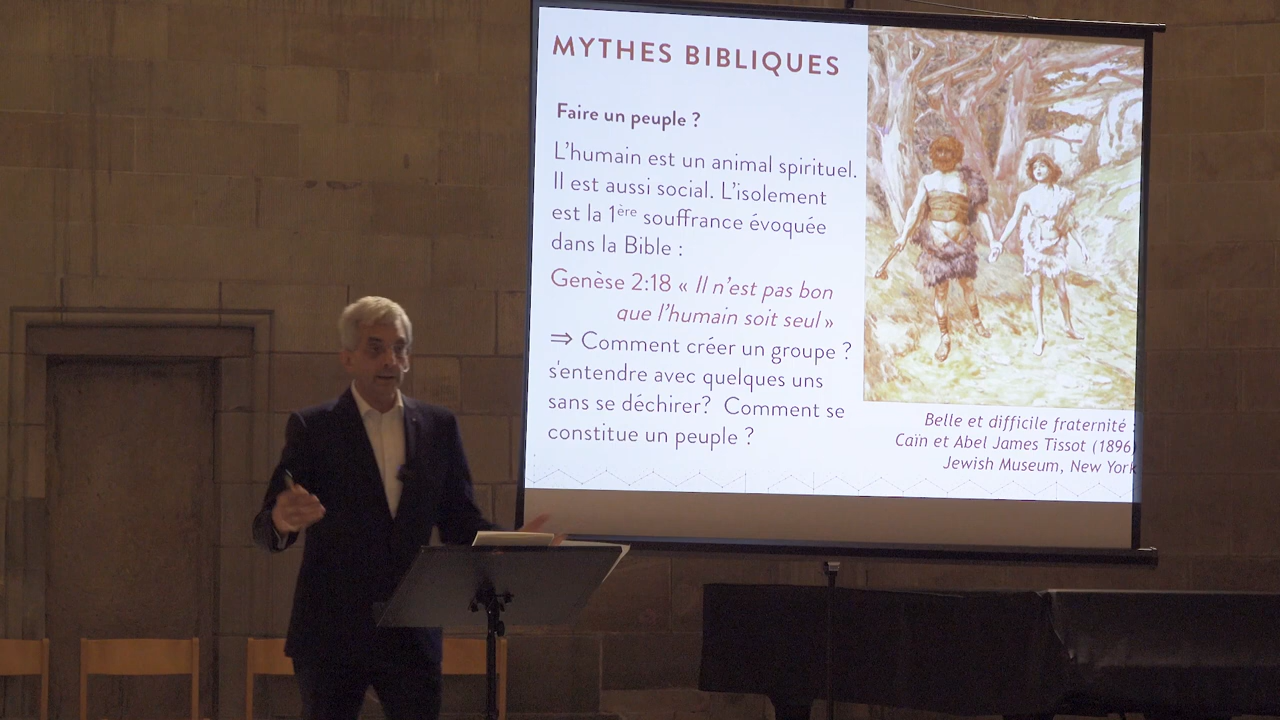 MYTHES BIBLIQUES
Faire un peuple ?
L'humain est un animal spirituel.
Il est aussi social. L'isolement
est la 1ère souffrance évoquée
dans la Bible :
Genèse 2:18 « Il n'est pas bon
que l'humain soit seul »
⇒ Comment créer un groupe ?
s'entendre avec quelques uns
sans se déchirer? Comment se
constitue un peuple ?
Belle et difficile fraternité :
Caïn et Abel James Tissot (1896)
Jewish Museum, New York